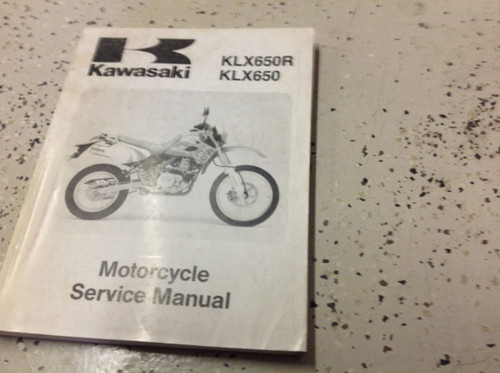 Kawasaki
KLX650R
KLX650
Motorcycle
Service Manual